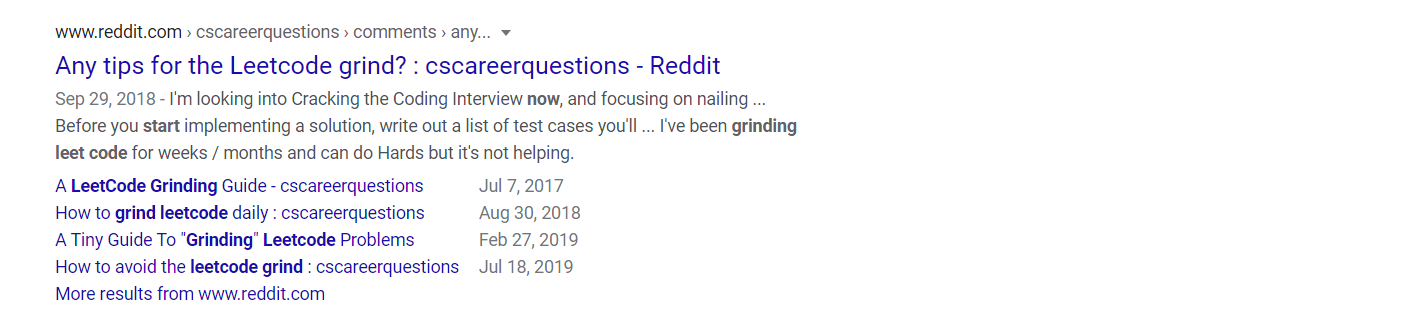 www.reddit.com › cscareerquestions › comments › any...
Any tips for the Leetcode grind? : cscareerquestions - Reddit
Sep 29, 2018 - I'm looking into Cracking the Coding Interview now, and focusing on nailing ...
Before you start implementing a solution, write out a list of test cases you'll ... I've been grinding
leet code for weeks / months and can do Hards but it's not helping.
A LeetCode Grinding Guide - cscareerquestions Jul 7, 2017
How to grind leetcode daily : cscareerquestions Aug 30, 2018
A Tiny Guide To "Grinding" Leetcode Problems Feb 27, 2019
How to avoid the leetcode grind : cscareerquestions Jul 18, 2019
More results from www.reddit.com